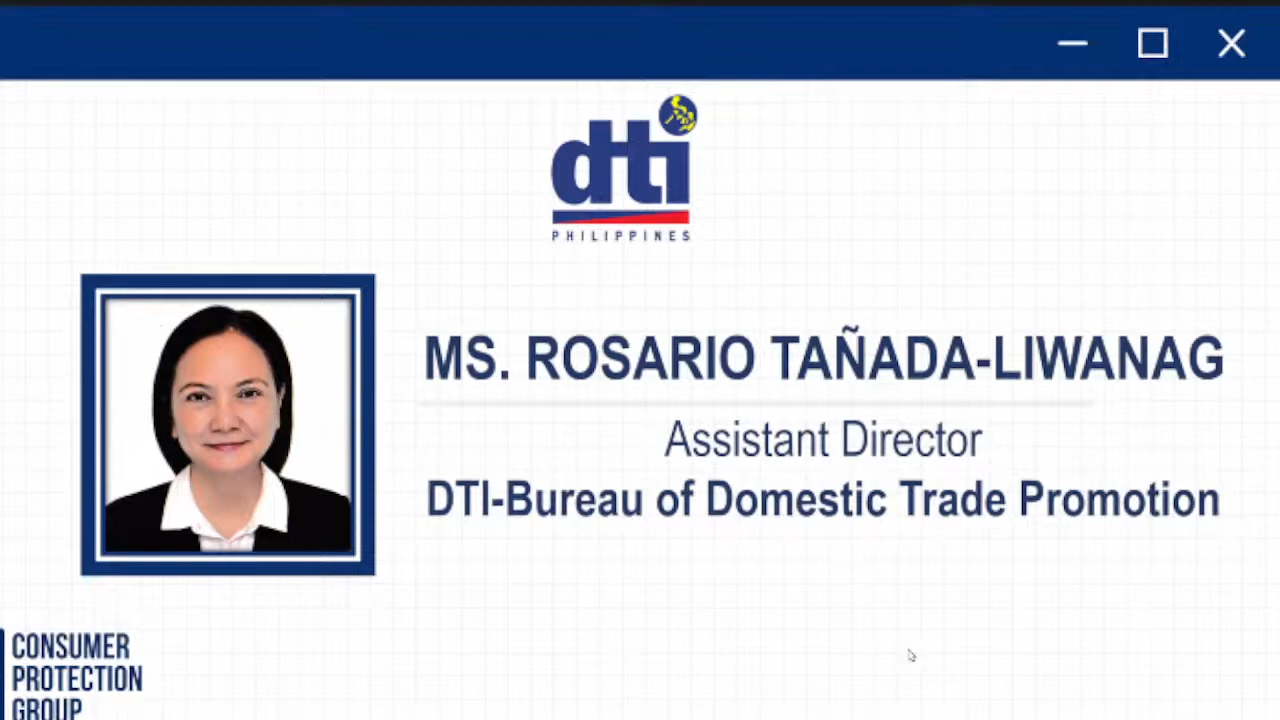 dti
PHILIPPINES
MS. ROSARIO TAÑADA-LIWANAG
Assistant Director
DTI-Bureau of Domestic Trade Promotion
CONSUMER
PROTECTION
GROUP